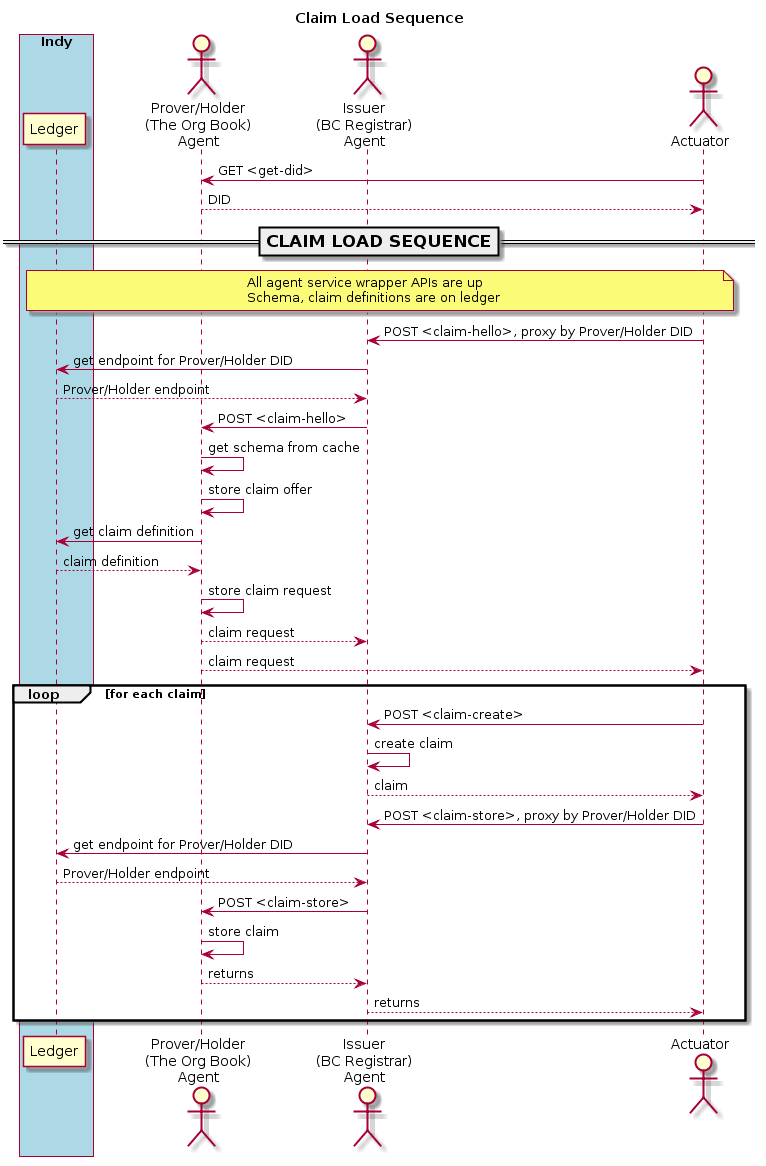 Claim Load Sequence
Indy
Ledger
Prover/Holder
(The Org Book)
Agent
Issuer
(BC Registrar)
Agent
Actuator
GET <get-did>
DID
CLAIM LOAD SEQUENCE
All agent service wrapper APIs are up
Schema, claim definitions are on ledger
POST <claim-hello>, proxy by Prover/Holder DID
get endpoint for Prover/Holder DID
Prover/Holder endpoint
POST <claim-hello>
get schema from cache
store claim offer
get claim definition
claim definition
store claim request
claim request
claim request
loop
[for each claim]
POST <claim-create>
create claim
claim
POST <claim-store>, proxy by Prover/Holder DID
get endpoint for Prover/Holder DID
Prover/Holder endpoint
POST <claim-store>
store claim
returns
returns
Ledger
Prover/Holder
(The Org Book)
Agent
Issuer
(BC Registrar)
Agent
Actuator